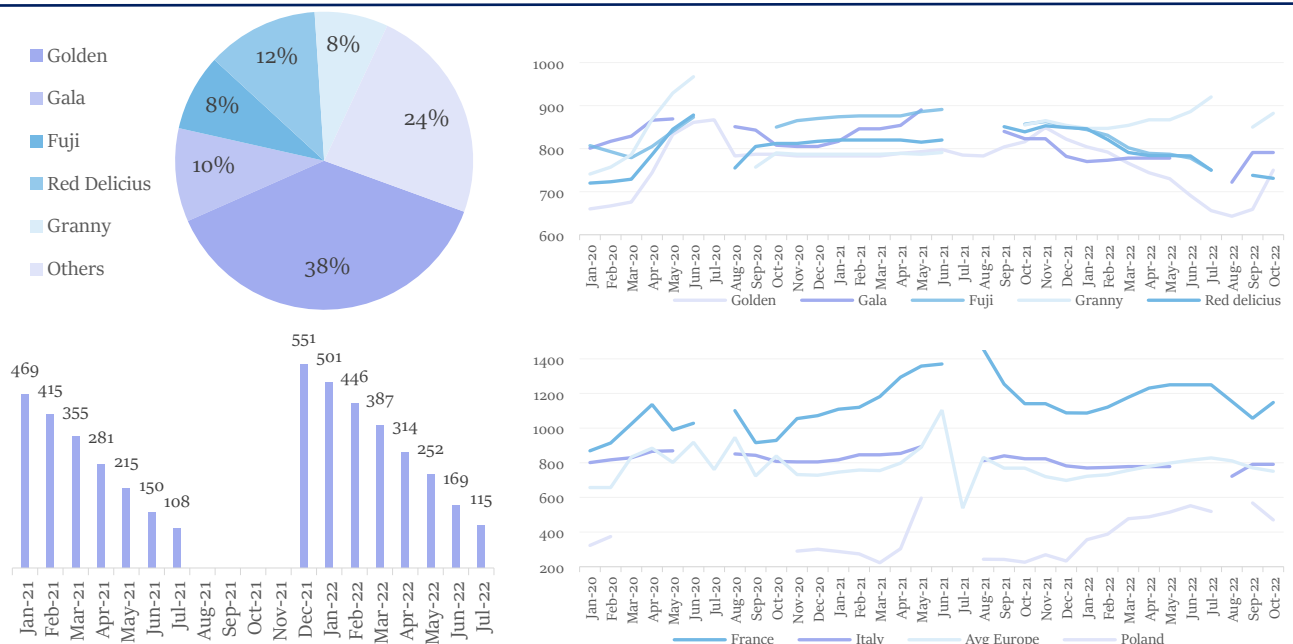 Golden
Gala
Fuji
Red Delicius
Granny
Others
8%
12%
24%
8%
10%
38%
1000
900
800
700
600
Jan-20 Feb-20 Mar-20 Apr-20 May-20 Jun-20 Jul-20 Aug-20 Sep-20 Oct-20 Nov-20 Dec-20 Jan-21 Feb-21 Mar-21 Apr-21 May-21 Jun-21 Jul-21 Aug-21 Sep-21 Oct-21 Nov-21 Dec-21 Jan-22 Feb-22 Mar-22 Apr-22 May-22 Jun-22 Jul-22 Aug-22 Sep-22 Oct-22
Golden Gala Fuji Granny Red delicius
469 415 355 281 215 150 108 551 501 446 387 314 252 169 115
Jan-21 Feb-21 Mar-21 Apr-21 May-21 Jun-21 Jul-21 Aug-21 Sep-21 Oct-21 Nov-21 Dec-21 Jan-22 Feb-22 Mar-22 Apr-22 May-22 Jun-22 Jul-22
1400
1200
1000
800
600
400
200
Jan-20 Feb-20 Mar-20 Apr-20 May-20 Jun-20 Jul-20 Aug-20 Sep-20 Oct-20 Nov-20 Dec-20 Jan-21 Feb-21 Mar-21 Apr-21 May-21 Jun-21 Jul-21 Aug-21 Sep-21 Oct-21 Nov-21 Dec-21 Jan-22 Feb-22 Mar-22 Apr-22 May-22 Jun-22 Jul-22 Aug-22 Sep-22 Oct-22
France Italy Avg Europe Poland